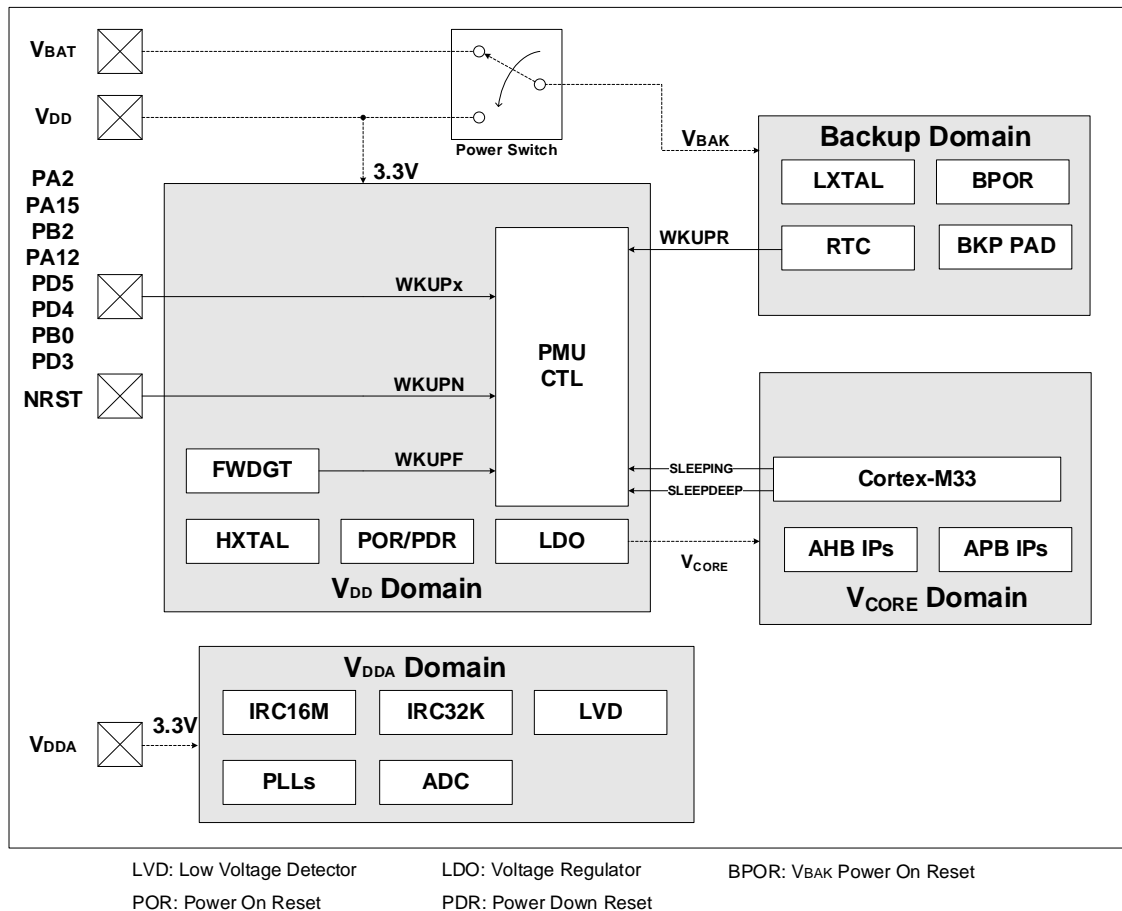 VBAT
VDD
Power Switch
3.3V
VBAK
Backup Domain
LXTAL
BPOR
RTC
BKP PAD
PA2
PA15
PB2
PA12
PD5
PD4
PB0
PD3
NRST
WKUPR
WKUPx
WKUPN
WKUPF
PMU
CTL
FWDGT
HXTAL
POR/PDR
LDO
VDD Domain
SLEEPING
SLEEPDEEP
VCORE
Cortex-M33
AHB IPs
APB IPs
VCORE Domain
VDDA Domain
IRC16M
IRC32K
LVD
PLLs
ADC
VDDA
3.3V
LVD: Low Voltage Detector
LDO: Voltage Regulator
BPOR: VBAK Power On Reset
POR: Power On Reset
PDR: Power Down Reset